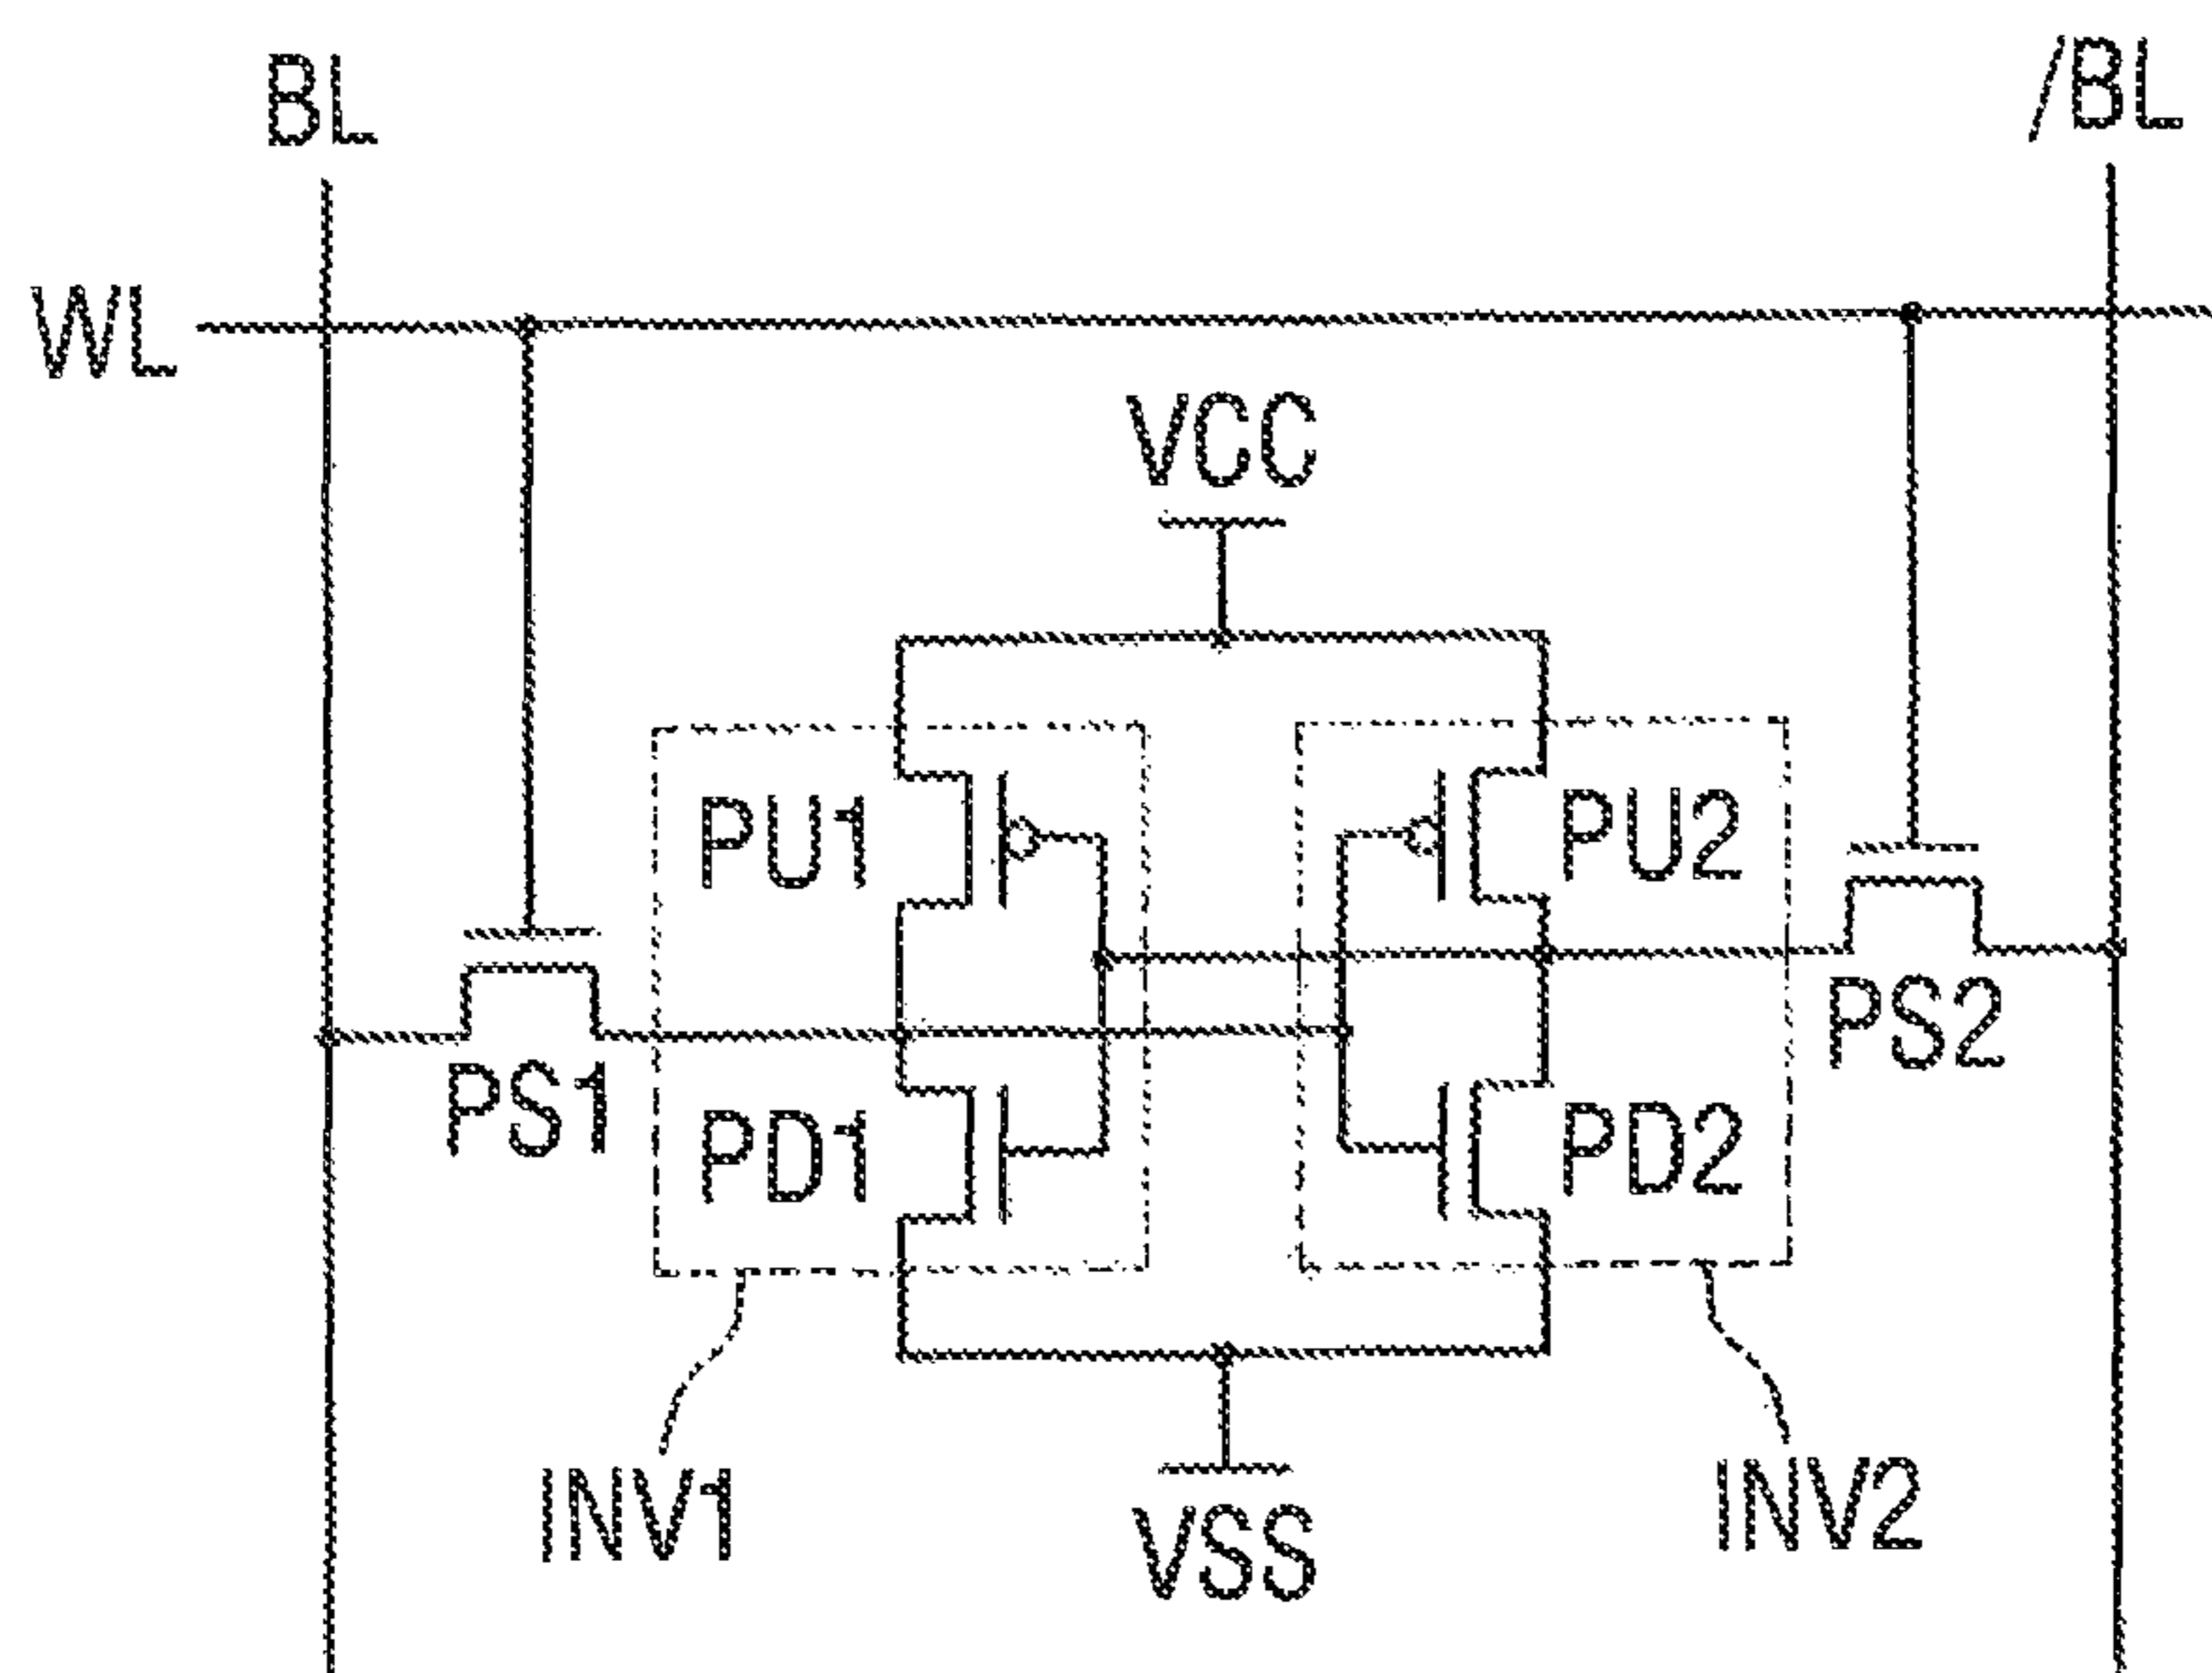 BL
/BL
WL
VCC
PU1
PU2
PS1
PS2
PD1
PD2
INV1
INV2
VSS